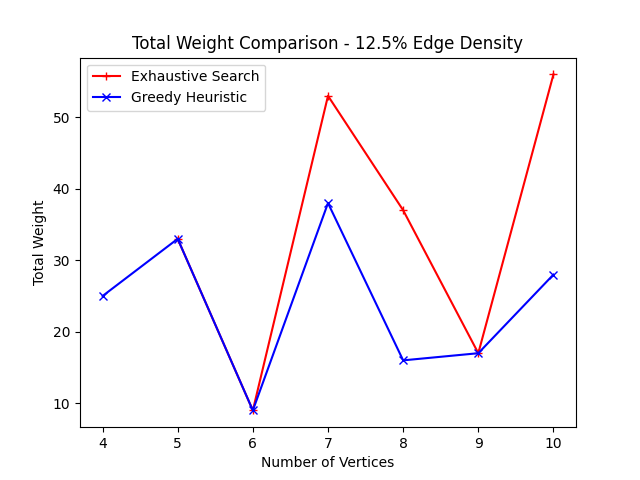 Total Weight Comparison - 12.5% Edge Density
Exhaustive Search
Greedy Heuristic
Total Weight
50
40
30
20
10
4 5 6 7 8 9 10
Number of Vertices